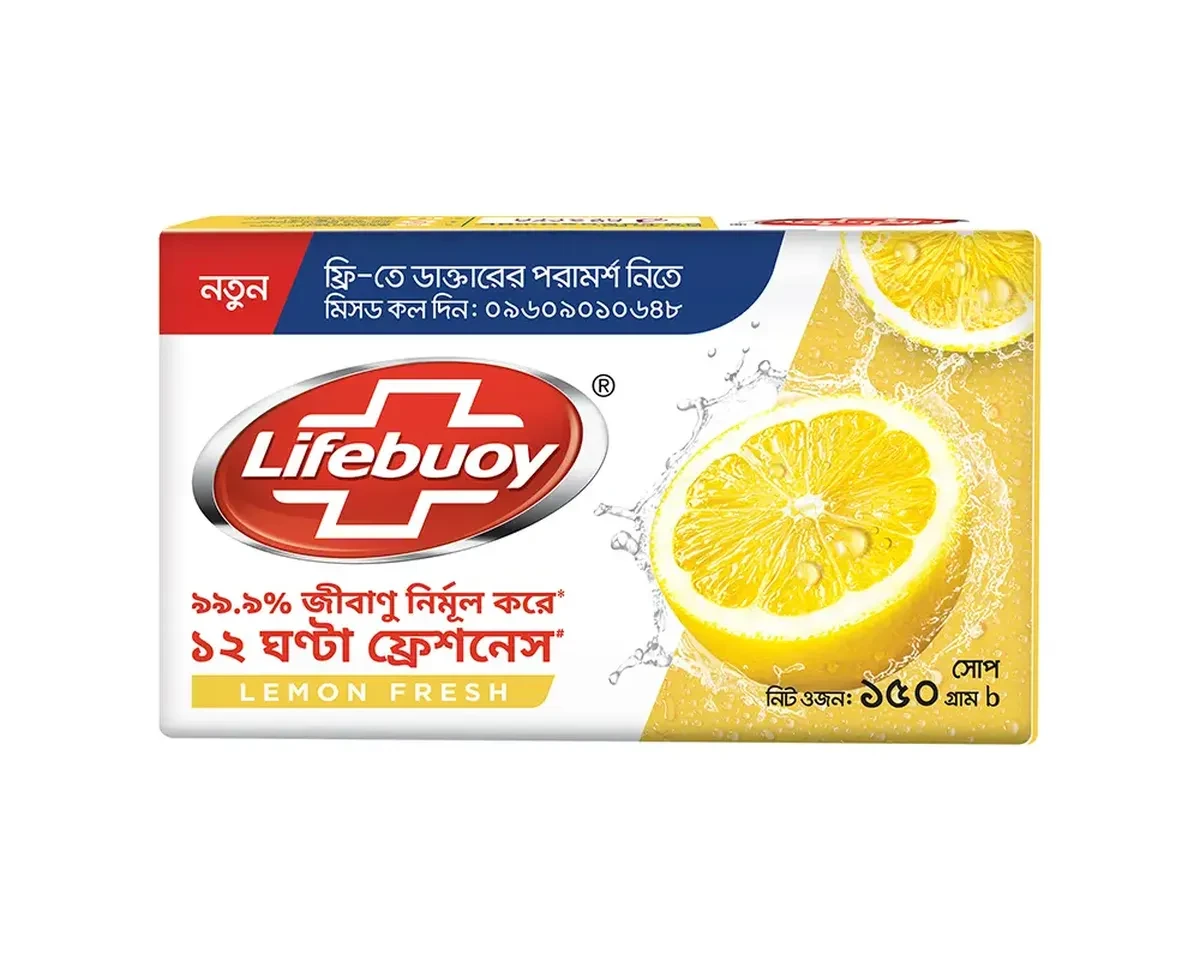 নতুন
ফ্রি-তে ডাক্তারের পরামর্শ নিতে
মিসড কল দিন: ০৯৬০৯০১০৬৪৮
Lifebuoy ®
৯৯.৯% জীবাণু নির্মূল করে*
১২ ঘণ্টা ফ্রেশনেস#
LEMON FRESH
সোপ
নিট ওজন: ১৫০ গ্রাম b